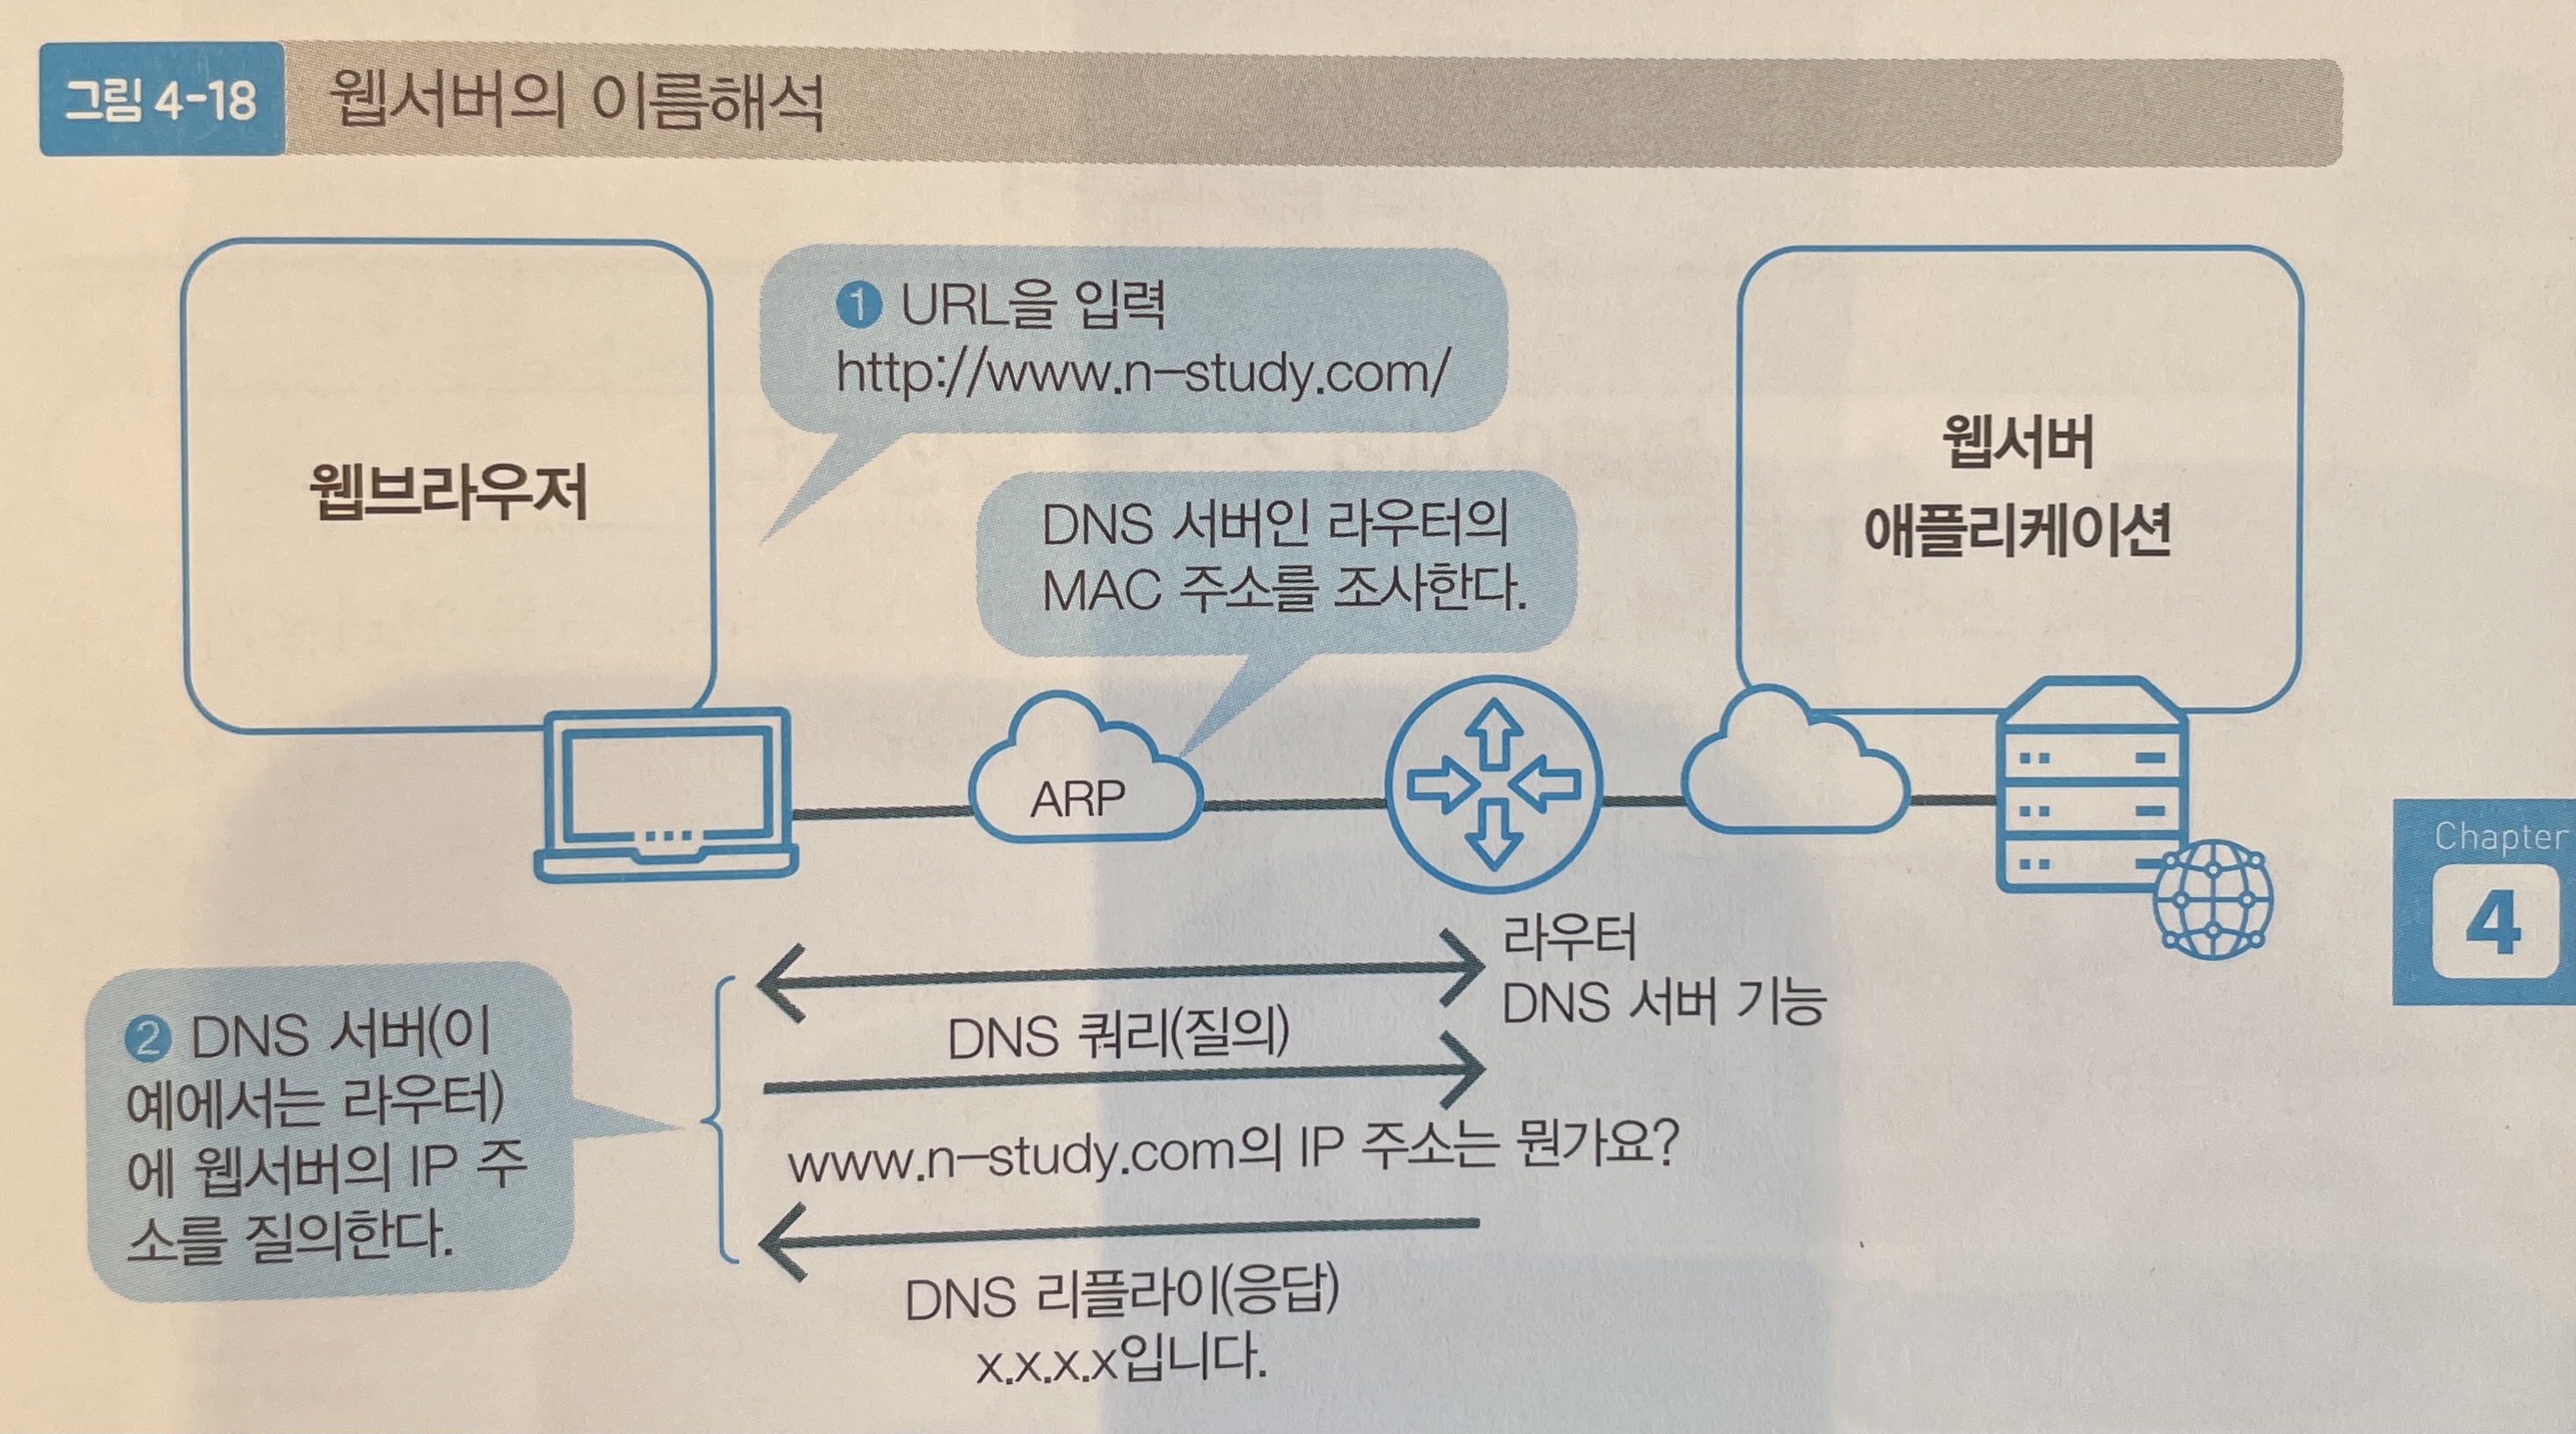 그림 4-18 웹서버의 이름해석
❶ URL을 입력
http://www.n-study.com/
웹브라우저
DNS 서버인 라우터의
MAC 주소를 조사한다.
웹서버
애플리케이션
ARP
라우터
DNS 서버 기능
❷ DNS 서버(이
예에서는 라우터)
에 웹서버의 IP 주
소를 질의한다.
DNS 쿼리(질의)
www.n-study.com의 IP 주소는 뭔가요?
DNS 리플라이(응답)
x.x.x.x입니다.
Chapter
4